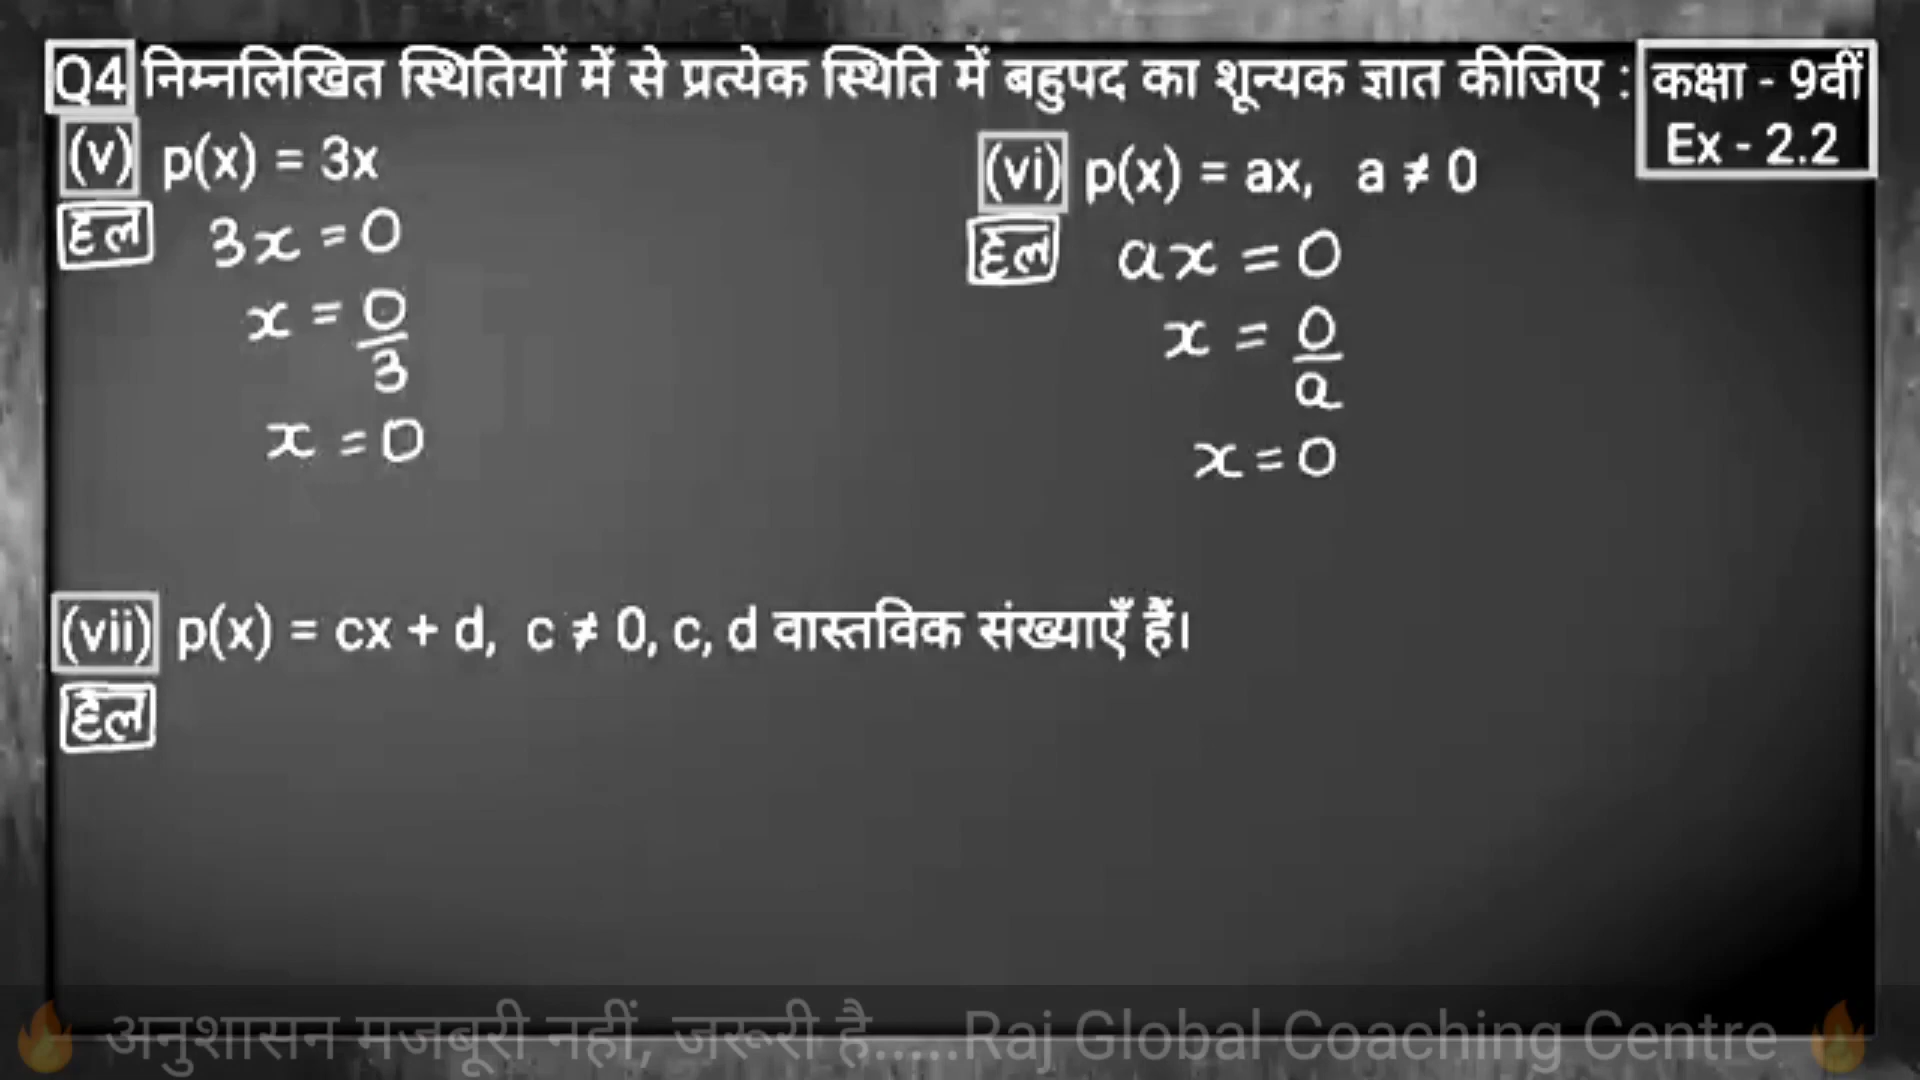 Q4 निम्नलिखित स्थितियों में से प्रत्येक स्थिति में बहुपद का शून्यक ज्ञात कीजिए :
कक्षा - 9वीं
Ex - 2.2
(v) p(x) = 3x
हल 3x = 0
x = 0/3
x = 0
(vi) p(x) = ax, a ≠ 0
हल ax = 0
x = 0/a
x = 0
(vii) p(x) = cx + d, c ≠ 0, c, d वास्तविक संख्याएँ हैं।
हल
अनुशासन मजबूरी नहीं, जरूरी है.....Raj Global Coaching Centre